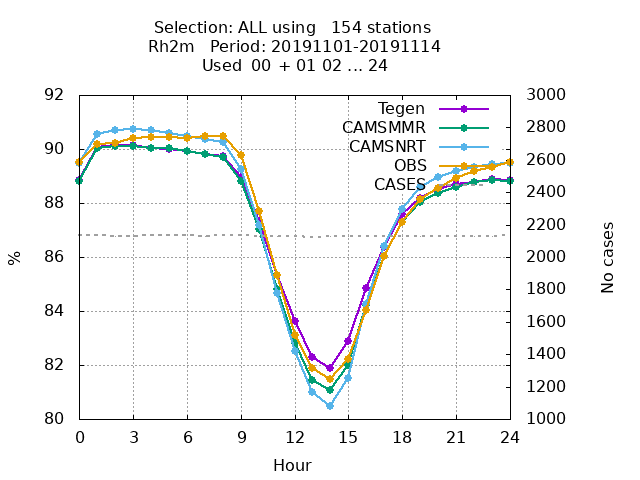 Selection: ALL using 154 stations
Rh2m Period: 20191101-20191114
Used 00 + 01 02 ... 24
92
90
88
86
84
82
80
3000
2800
2600
2400
2200
2000
1800
1600
1400
1200
1000
Tegen
CAMSMMR
CAMSNRT
OBS
CASES
%
No cases
0 3 6 9 12 15 18 21 24
Hour